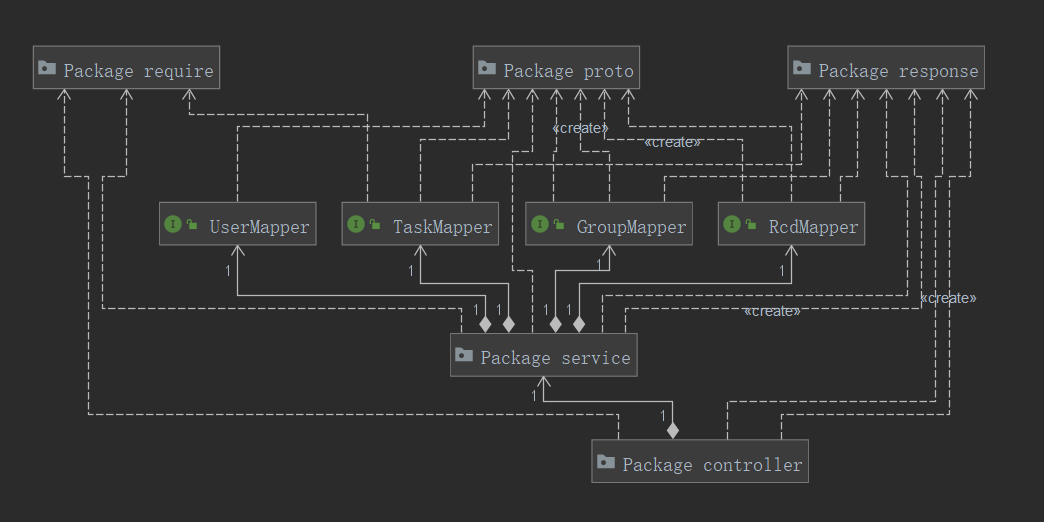 Package require
Package proto
Package response
«create»
«create»
I UserMapper
I TaskMapper
I GroupMapper
I RcdMapper
1
1
1
1
«create»
1
1
1
1
«create»
Package service
1
1
Package controller